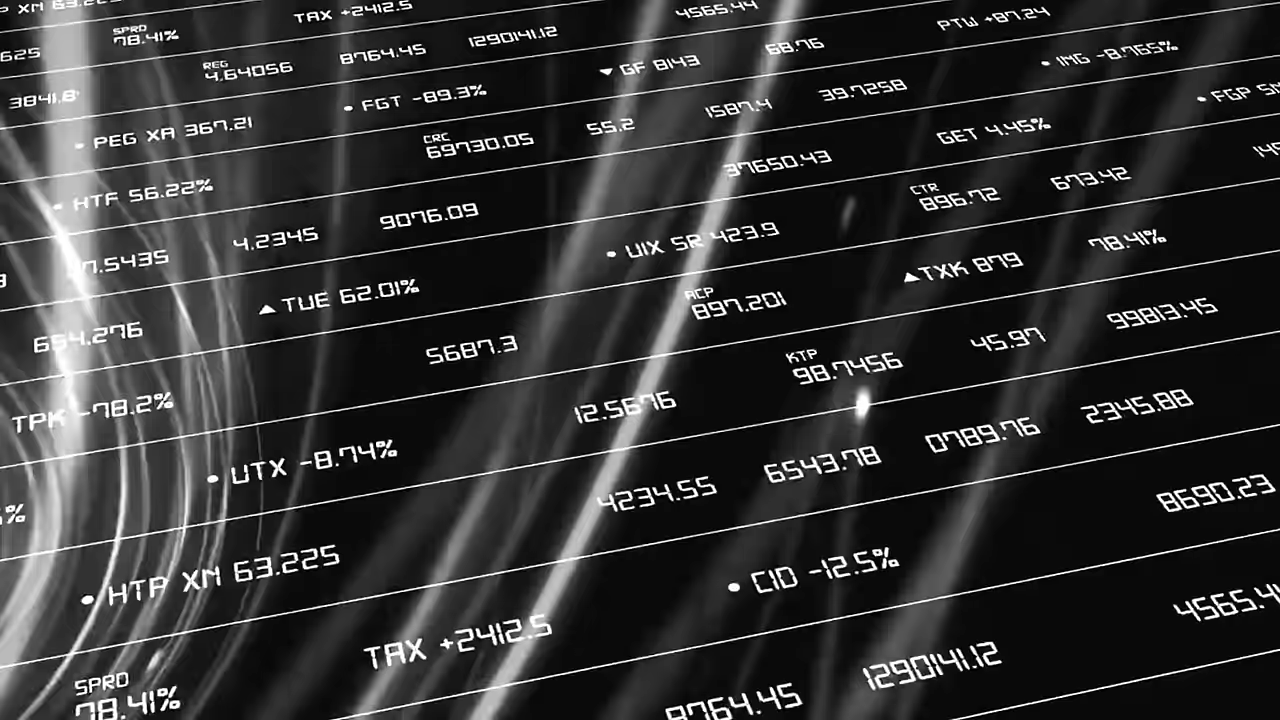 TAX +2412.5
4565.44
SPRD
78.41%
8764.45
1290141.12
PTW +87.24
REG
4.64056
▼ GF 8143
68.76
• IMG -8.765%
3841.8
• FGT -89.3%
1587.4
39.7258
• PEG XA 367.21
CRC
69730.05
55.2
GET 4.45%
• HTF 56.22%
37650.43
4.2345
9076.09
CTR
896.72
673.42
• UIX SR 423.9
▲ TUE 62.01%
ACP
897.201
▲TXK 879
78.41%
654.276
5687.3
KTP
98.7456
45.97
99813.45
TPK -78.2%
12.5676
• UTX -8.74%
4234.55
6543.78
0789.76
2345.88
• HTP XN 63.225
8690.23
TAX +2412.5
• CID -12.5%
SPRD
78.41%
8764.45
1290141.12